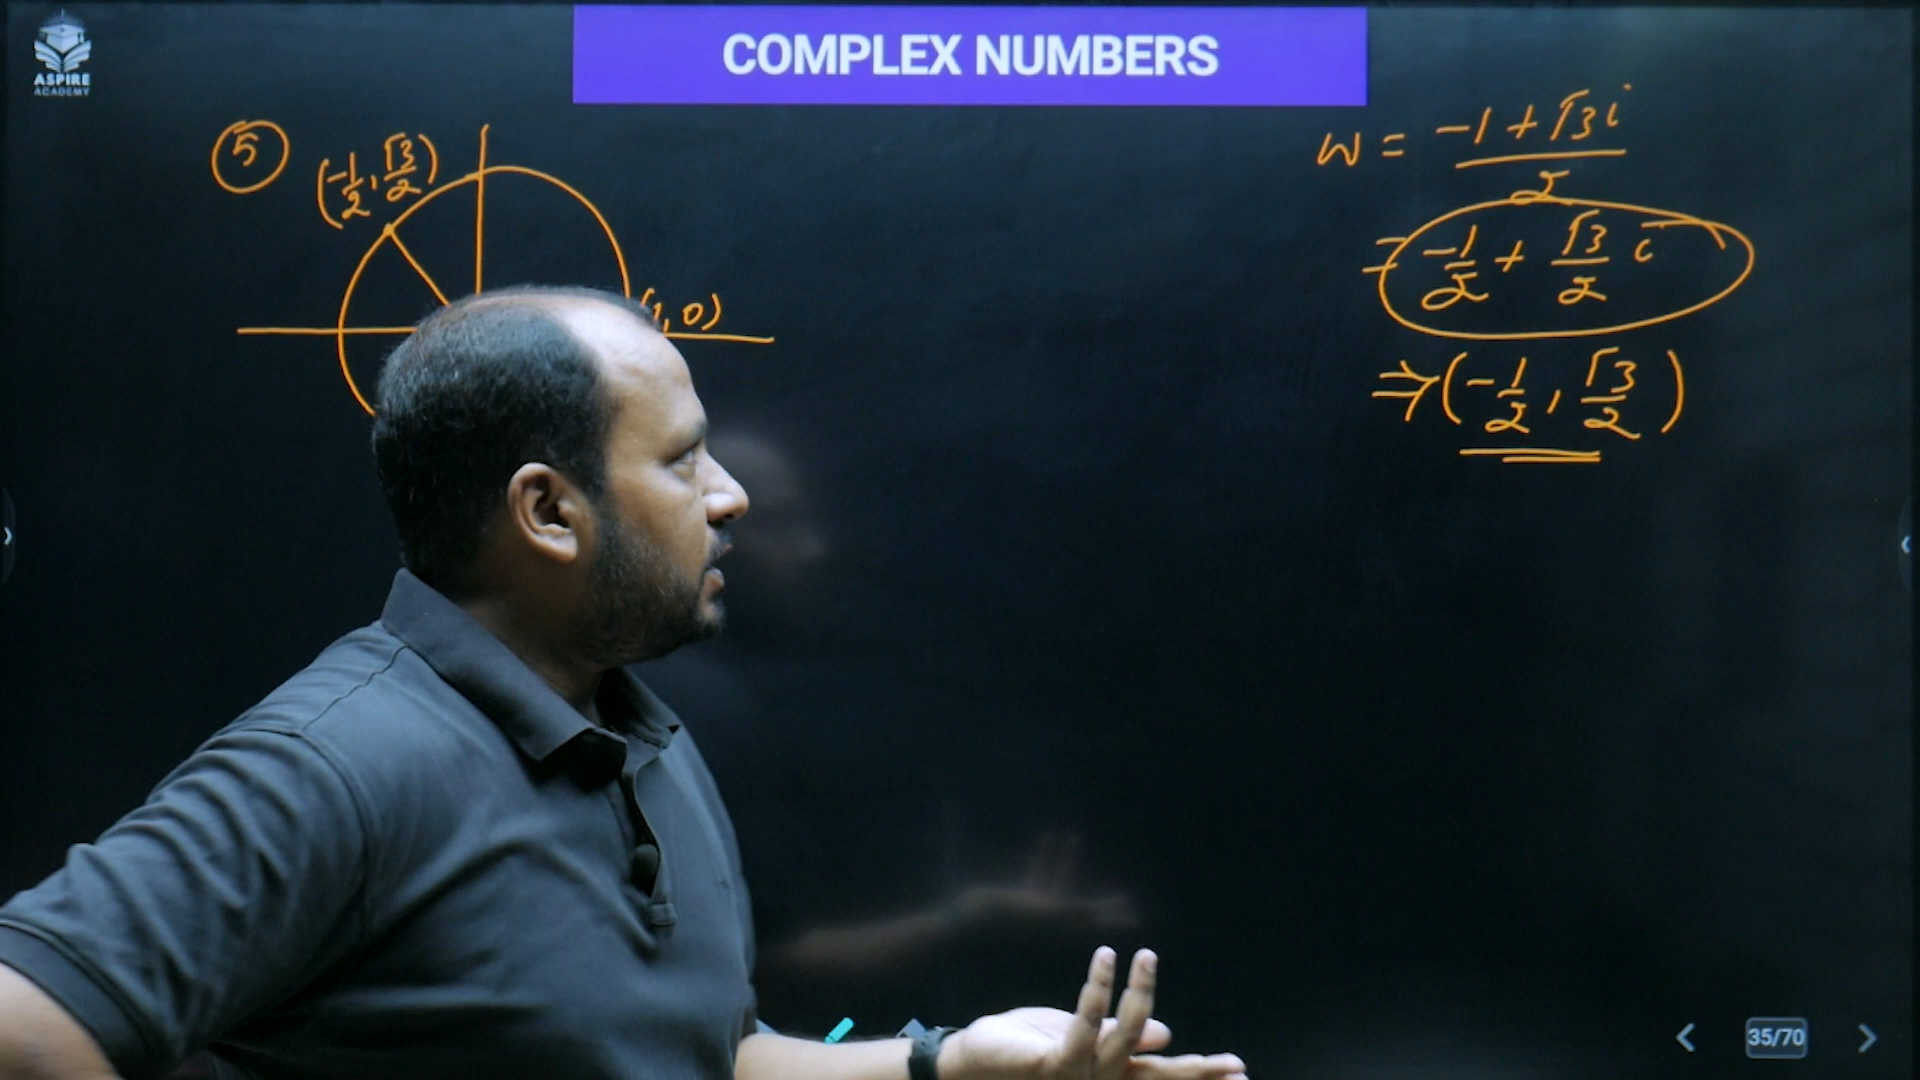 ASPIRE
ACADEMY
COMPLEX NUMBERS
5
(-1/2, √3/2)
(1,0)
w = -1+√3i/2
= -1/2 + √3/2 i
⇒(-1/2, √3/2)
35/70